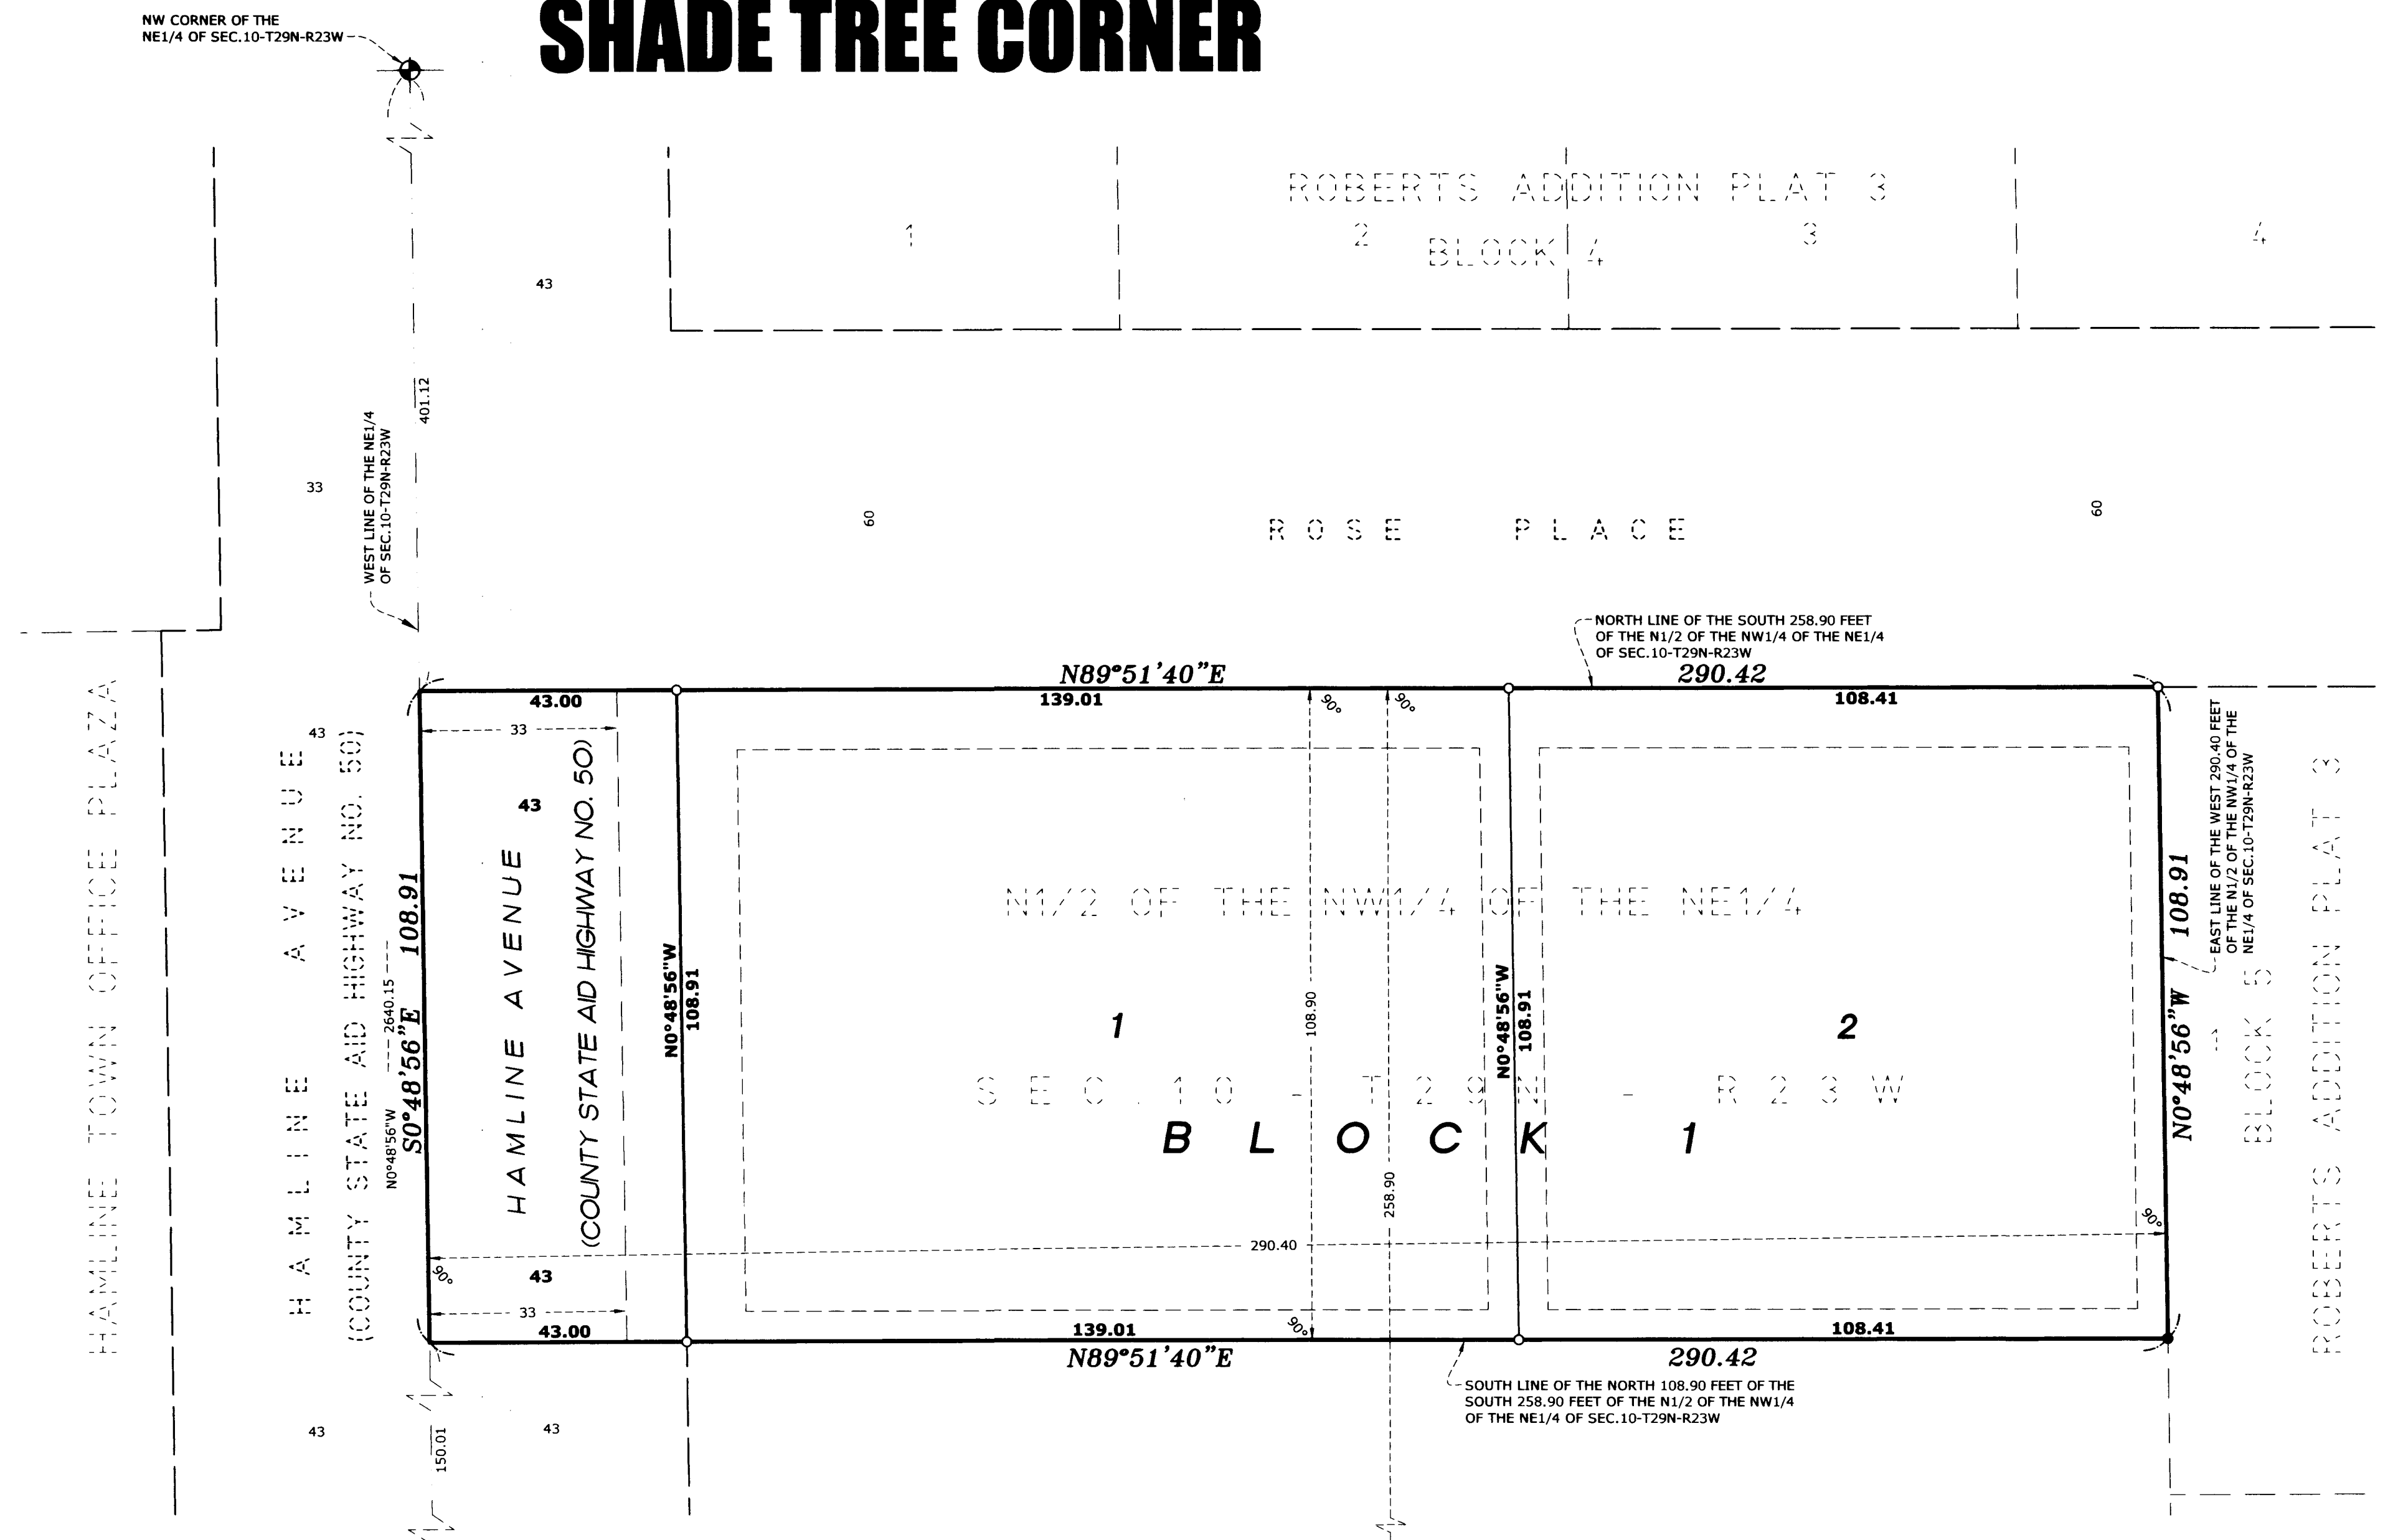 SHADE TREE CORNER
NW CORNER OF THE
NE1/4 OF SEC.10-T29N-R23W
ROBERTS ADDITION PLAT 3
1
2
3
4
BLOCK 4
43
401.12
WEST LINE OF THE NE1/4
OF SEC.10-T29N-R23W
33
60
ROSE PLACE
60
NORTH LINE OF THE SOUTH 258.90 FEET
OF THE N1/2 OF THE NW1/4 OF THE NE1/4
OF SEC.10-T29N-R23W
N89°51'40"E
290.42
43.00
139.01
108.41
33
90°
90°
HAMLINE TOWN OFFICE PLAZA
43
HAMLINE AVENUE
(COUNTY STATE AID HIGHWAY NO. 50)
N0°48'56"W
2640.15
S0°48'56"E 108.91
43
HAMLINE AVENUE
(COUNTY STATE AID HIGHWAY NO. 50)
N0°48'56"W
108.91
N1/2 OF THE NW1/4 OF THE NE1/4
108.90
258.90
N0°48'56"W
108.91
1
2
SEC.10 - T29N - R23W
BLOCK 1
N0°48'56"W 108.91
EAST LINE OF THE WEST 290.40 FEET
OF THE N1/2 OF THE NW1/4 OF THE
NE1/4 OF SEC.10-T29N-R23W
BLOCK 5
1
ROBERTS ADDITION PLAT 3
90°
290.40
90°
43
33
43.00
139.01
90°
108.41
N89°51'40"E
290.42
SOUTH LINE OF THE NORTH 108.90 FEET OF THE
SOUTH 258.90 FEET OF THE N1/2 OF THE NW1/4
OF THE NE1/4 OF SEC.10-T29N-R23W
43
150.01
43